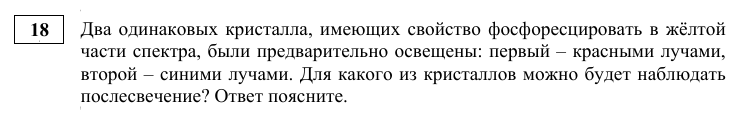 18 Два одинаковых кристалла, имеющих свойство фосфоресцировать в жёлтой
части спектра, были предварительно освещены: первый – красными лучами,
второй – синими лучами. Для какого из кристаллов можно будет наблюдать
послесвечение? Ответ поясните.